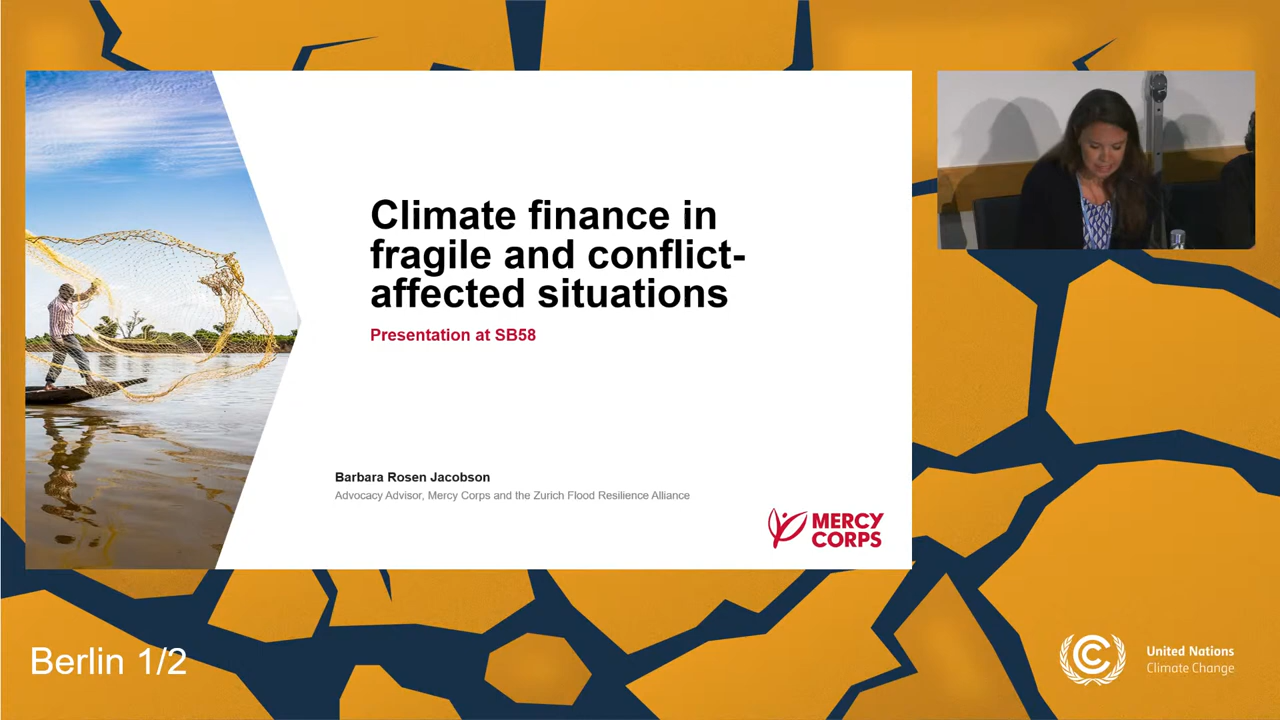 Climate finance in
fragile and conflict-
affected situations
Presentation at SB58
Barbara Rosen Jacobson
Advocacy Advisor, Mercy Corps and the Zurich Flood Resilience Alliance
MERCY
CORPS
Berlin 1/2
United Nations
Climate Change